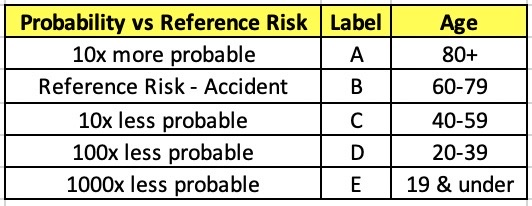 Probability vs Reference Risk Label Age
10x more probable A 80+
Reference Risk - Accident B 60-79
10x less probable C 40-59
100x less probable D 20-39
1000x less probable E 19 & under